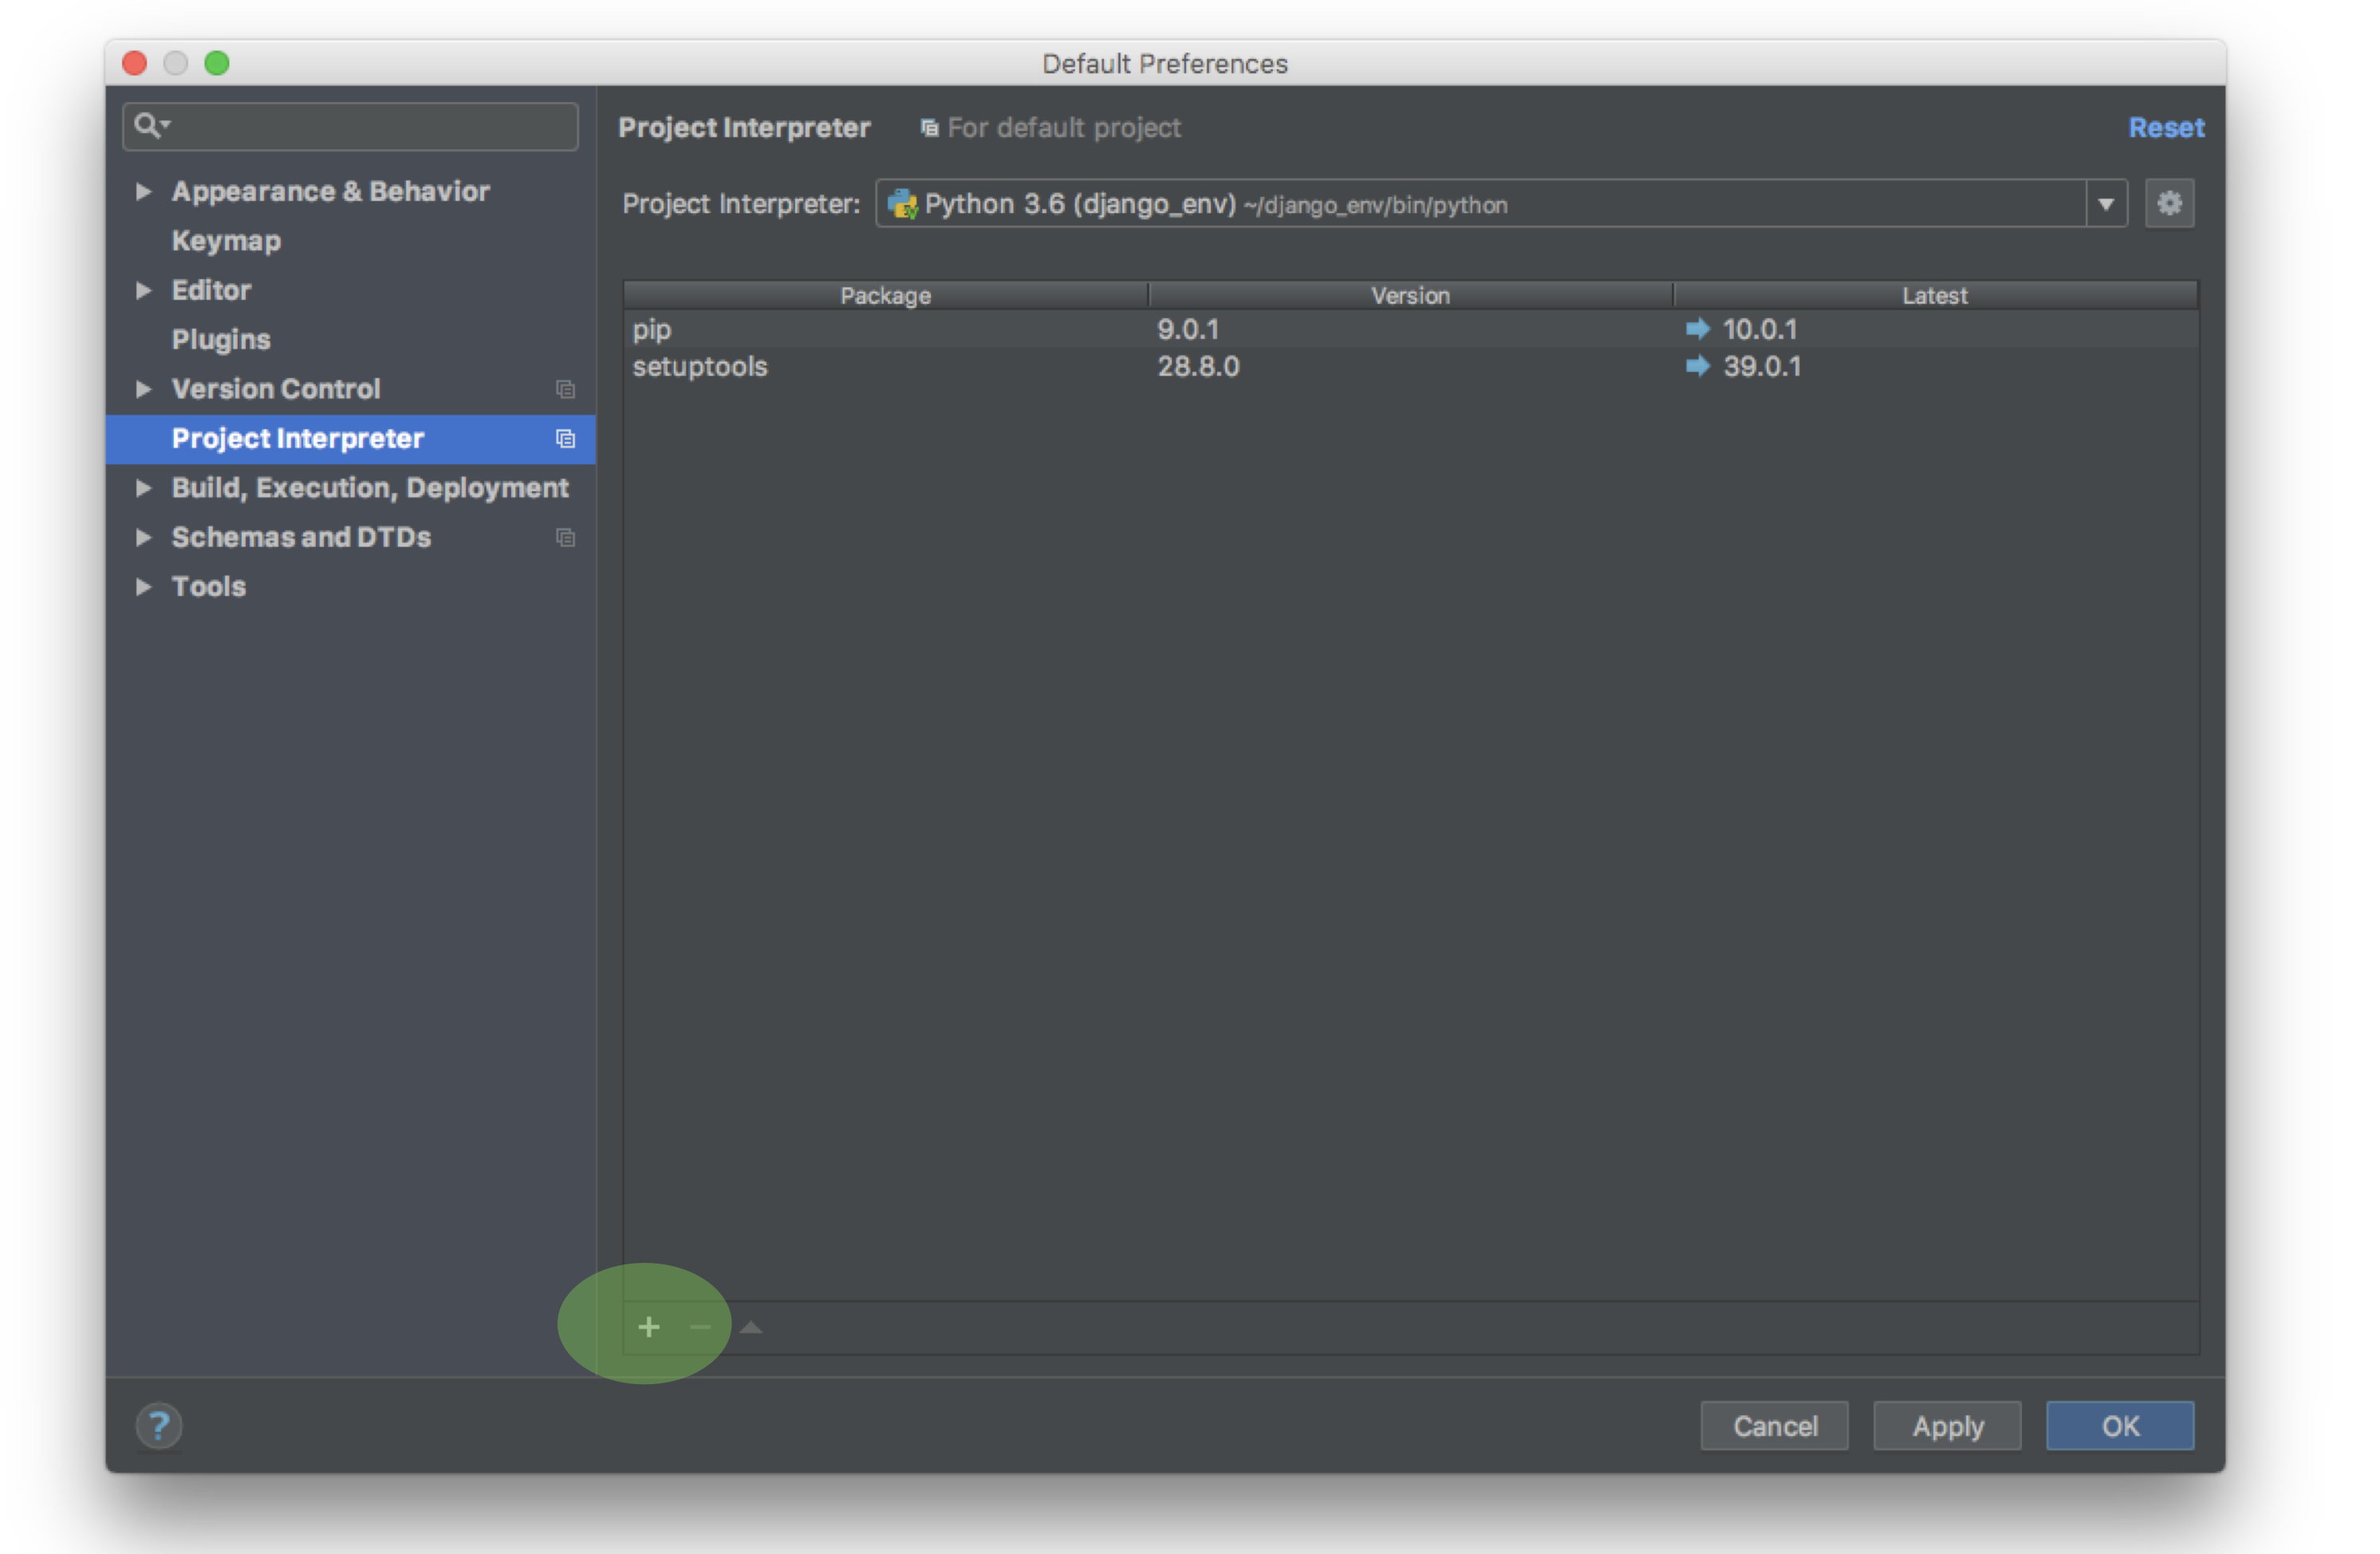 Default Preferences
Appearance & Behavior
Keymap
Editor
Plugins
Version Control
Project Interpreter
Build, Execution, Deployment
Schemas and DTDs
Tools
Project Interpreter For default project Reset
Project Interpreter: Python 3.6 (django_env) ~/django_env/bin/python
Package Version Latest
pip 9.0.1 10.0.1
setuptools 28.8.0 39.0.1
+ −
? Cancel Apply OK